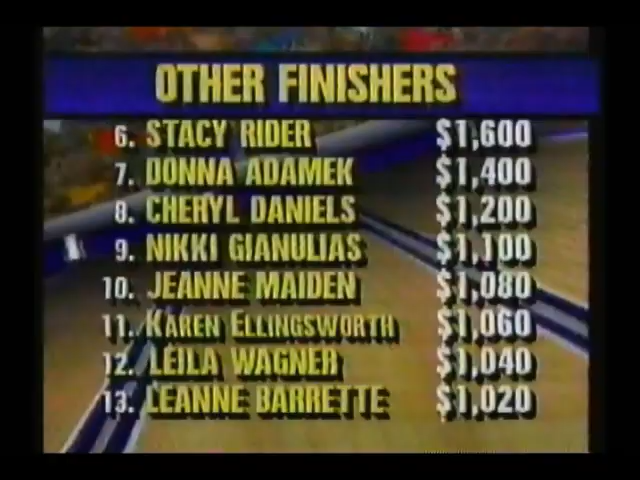 OTHER FINISHERS
6. STACY RIDER $1,600
7. DONNA ADAMEK $1,400
8. CHERYL DANIELS $1,200
9. NIKKI GIANULIAS $1,100
10. JEANNE MAIDEN $1,080
11. KAREN ELLINGSWORTH $1,060
12. LEILA WAGNER $1,040
13. LEANNE BARRETTE $1,020